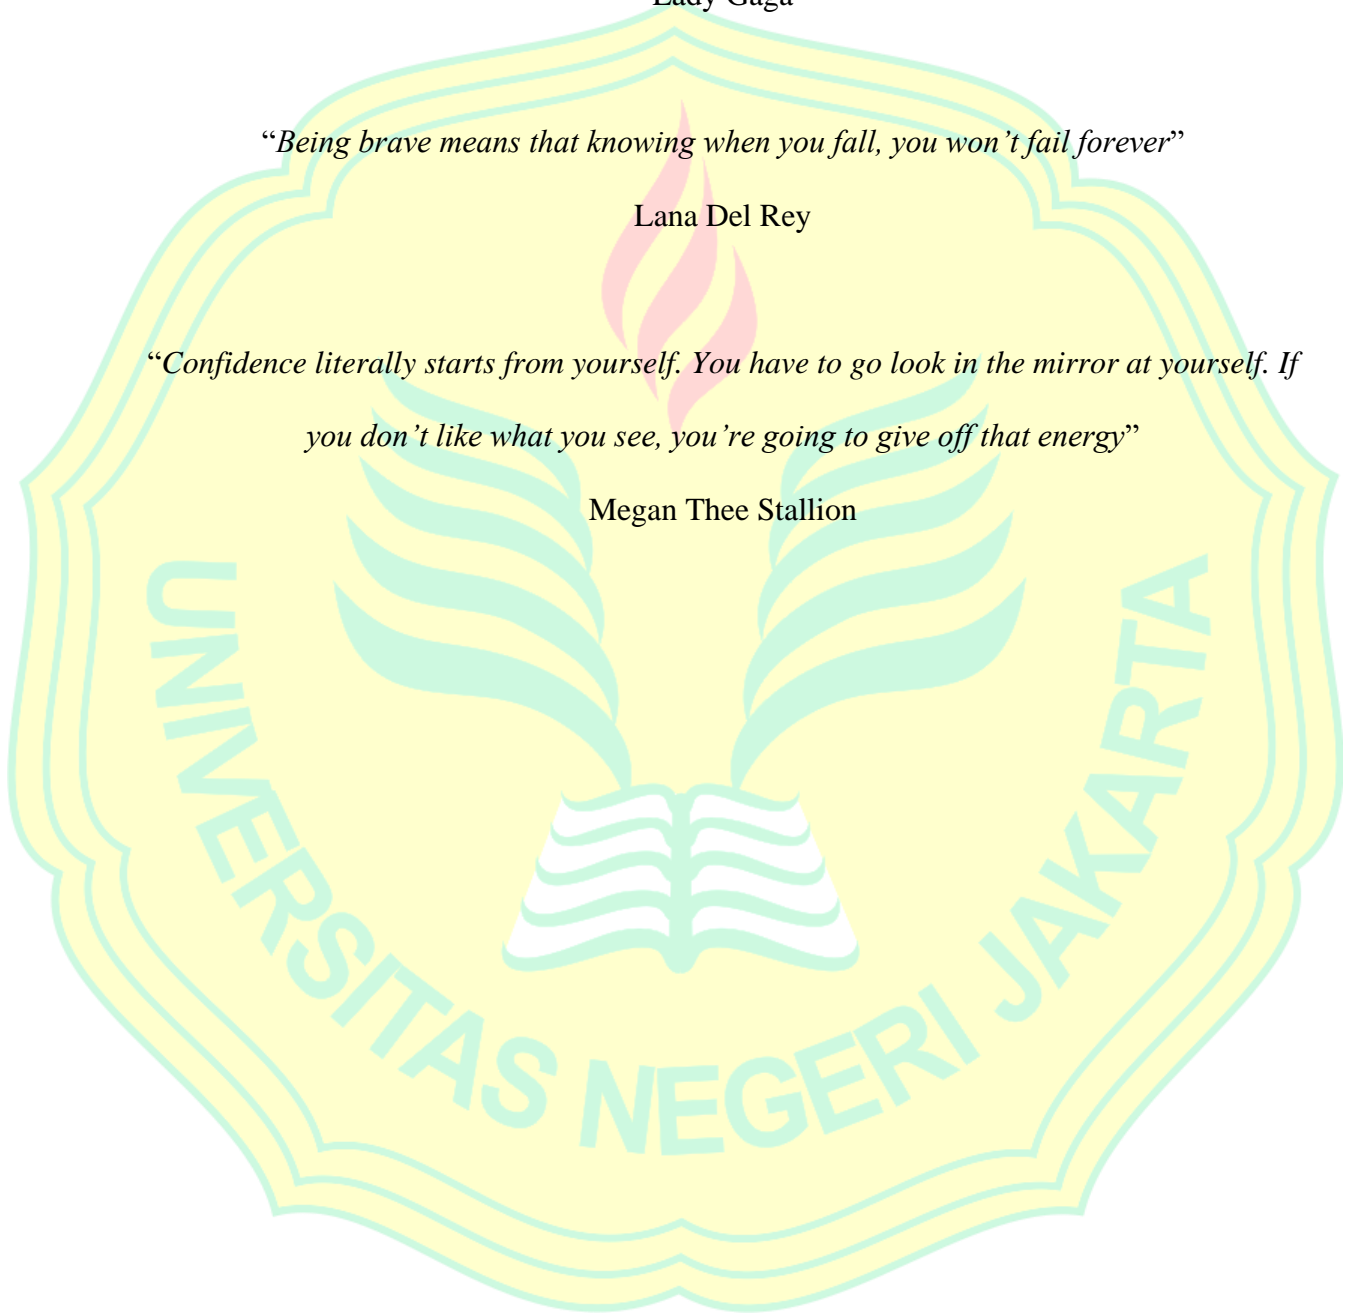 Lady Gaga
“Being brave means that knowing when you fall, you won’t fail forever”
Lana Del Rey
“Confidence literally starts from yourself. You have to go look in the mirror at yourself. If
you don’t like what you see, you’re going to give off that energy”
Megan Thee Stallion
UNIVERSITAS NEGERI JAKARTA